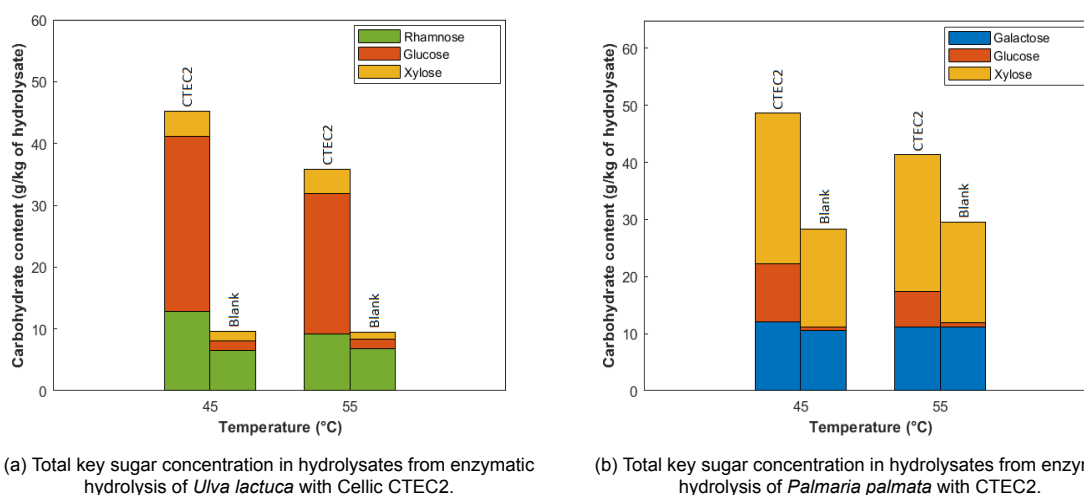 60
50
40
30
20
10
0
Carbohydrate content (g/kg of hydrolysate)
Rhamnose
Glucose
Xylose
CTEC2
Blank
CTEC2
Blank
45
55
Temperature (°C)
(a) Total key sugar concentration in hydrolysates from enzymatic
hydrolysis of Ulva lactuca with Cellic CTEC2.
60
50
40
30
20
10
0
Carbohydrate content (g/kg of hydrolysate)
Galactose
Glucose
Xylose
CTEC2
Blank
CTEC2
Blank
45
55
Temperature (°C)
(b) Total key sugar concentration in hydrolysates from enzym
hydrolysis of Palmaria palmata with CTEC2.